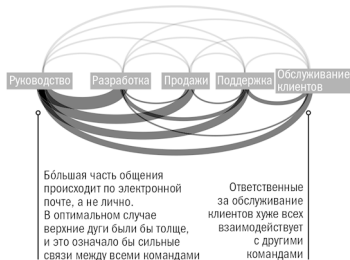 Руководство
Разработка
Продажи
Поддержка
Обслуживание
клиентов
Бо́льшая часть общения
происходит по электронной
почте, а не лично.
В оптимальном случае
верхние дуги были бы толще,
и это означало бы сильные
связи между всеми командами
Ответственные
за обслуживание
клиентов хуже всех
взаимодействует
с другими
командами